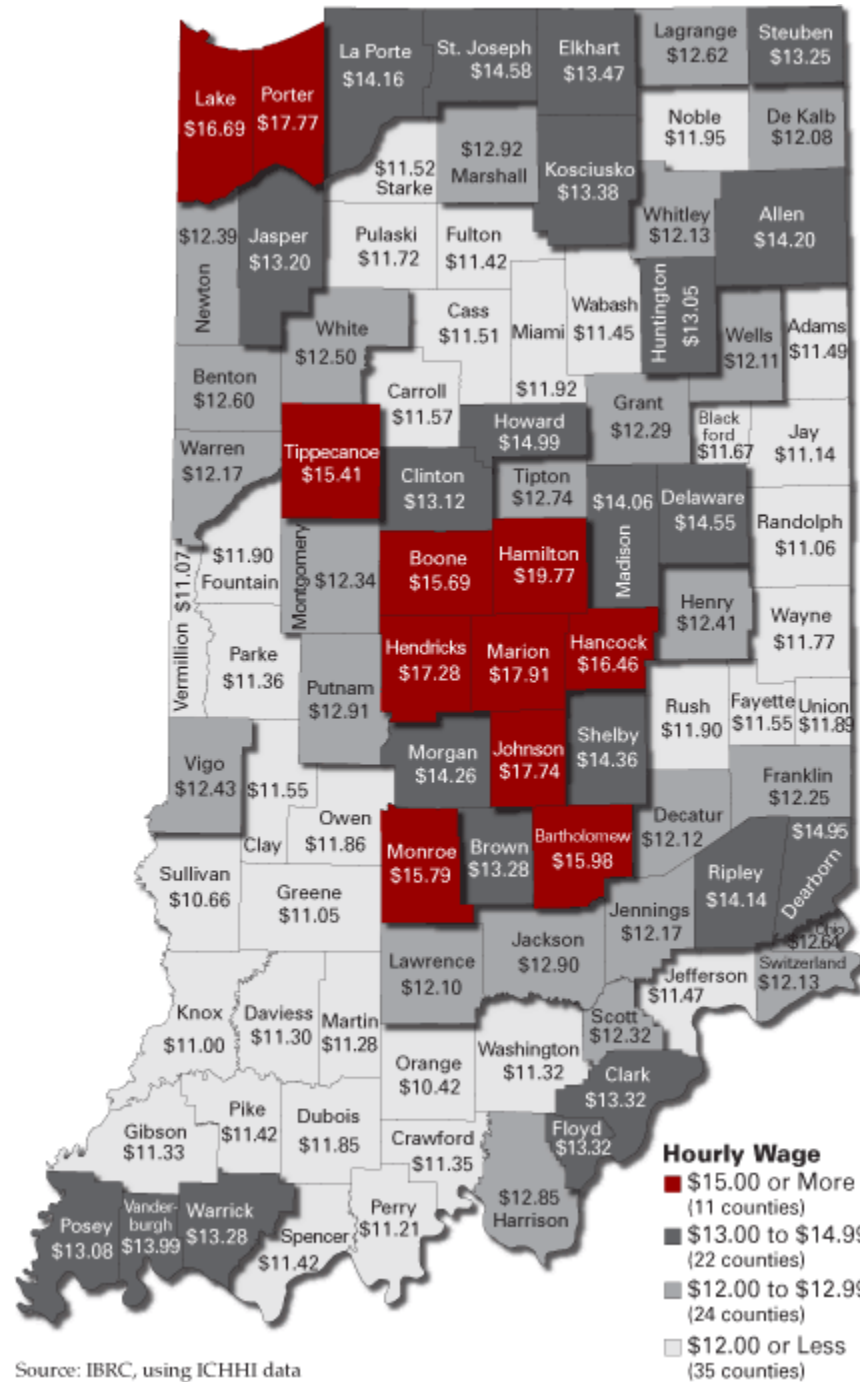 Lake
$16.69
Porter
$17.77
La Porte
$14.16
St. Joseph
$14.58
Elkhart
$13.47
Lagrange
$12.62
Steuben
$13.25
Noble
$11.95
De Kalb
$12.08
$11.52
Starke
$12.92
Marshall
Kosciusko
$13.38
Whitley
$12.13
Allen
$14.20
$12.39
Newton
Jasper
$13.20
Pulaski
$11.72
Fulton
$11.42
Huntington
$13.05
White
$12.50
Cass
$11.51
Miami
$11.92
Wabash
$11.45
Wells
$12.11
Adams
$11.49
Benton
$12.60
Carroll
$11.57
Grant
$12.29
Black
ford
$11.67
Jay
$11.14
Warren
$12.17
Tippecanoe
$15.41
Howard
$14.99
Clinton
$13.12
Tipton
$12.74
$14.06
Madison
Delaware
$14.55
Randolph
$11.06
Vermillion $11.07
$11.90
Fountain
Montgomery
$12.34
Boone
$15.69
Hamilton
$19.77
Henry
$12.41
Wayne
$11.77
Parke
$11.36
Putnam
$12.91
Hendricks
$17.28
Marion
$17.91
Hancock
$16.46
Rush
$11.90
Fayette
$11.55
Union
$11.89
Vigo
$12.43
$11.55
Clay
Owen
$11.86
Morgan
$14.26
Johnson
$17.74
Shelby
$14.36
Decatur
$12.12
Franklin
$12.25
Sullivan
$10.66
Greene
$11.05
Monroe
$15.79
Brown
$13.28
Bartholomew
$15.98
Jennings
$12.17
Ripley
$14.14
$14.95
Dearborn
Ohio
$12.64
Switzerland
$12.13
Lawrence
$12.10
Jackson
$12.90
Jefferson
$11.47
Knox
$11.00
Daviess
$11.30
Martin
$11.28
Orange
$10.42
Washington
$11.32
Scott
$12.32
Clark
$13.32
Floyd
$13.32
Gibson
$11.33
Pike
$11.42
Dubois
$11.85
Crawford
$11.35
$12.85
Harrison
Posey
$13.08
Vander-
burgh
$13.99
Warrick
$13.28
Spencer
$11.42
Perry
$11.21
Hourly Wage
$15.00 or More
(11 counties)
$13.00 to $14.99
(22 counties)
$12.00 to $12.99
(24 counties)
$12.00 or Less
(35 counties)
Source: IBRC, using ICHHI data